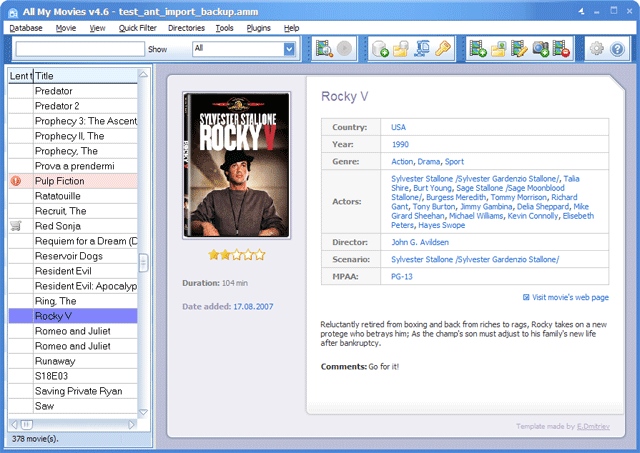 All My Movies v4.6 - test_ant_import_backup.amm
Database Movie View Quick Filter Directories Tools Plugins Help
Show All
Lent t Title
Predator
Predator 2
Prophecy 3: The Ascent
Prophecy II, The
Prophecy, The
Prova a prendermi
Pulp Fiction
Ratatouille
Recruit, The
Red Sonja
Requiem for a Dream (D
Reservoir Dogs
Resident Evil
Resident Evil: Apocalyp
Ring, The
Rocky V
Romeo and Juliet
Romeo and Juliet
Runaway
S18E03
Saving Private Ryan
Saw
378 movie(s).
SYLVESTER STALLONE
ROCKY V
Duration: 104 min
Date added: 17.08.2007
Rocky V
Country: USA
Year: 1990
Genre: Action, Drama, Sport
Actors: Sylvester Stallone /Sylvester Gardenzio Stallone/, Talia
Shire, Burt Young, Sage Stallone /Sage Moonblood
Stallone/, Burgess Meredith, Tommy Morrison, Richard
Gant, Tony Burton, Jimmy Gambina, Delia Sheppard, Mike
Girard Sheehan, Michael Williams, Kevin Connolly, Elisebeth
Peters, Hayes Swope
Director: John G. Avildsen
Scenario: Sylvester Stallone /Sylvester Gardenzio Stallone/
MPAA: PG-13
Visit movie's web page
Reluctantly retired from boxing and back from riches to rags, Rocky takes on a new
protege who betrays him; As the champ's son must adjust to his family's new life
after bankruptcy.
Comments: Go for it!
Template made by E.Dmitriev